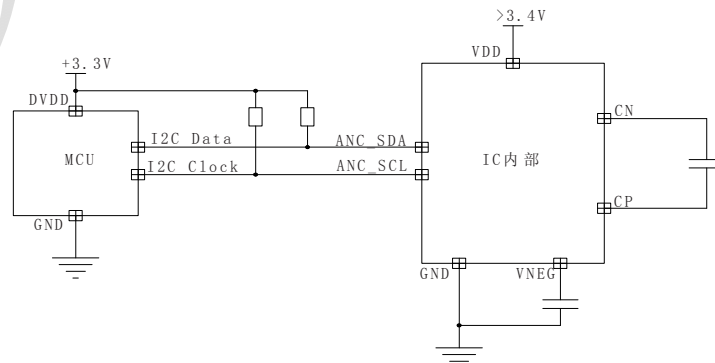 >3.4V
VDD
+3.3V
DVDD
CN
I2C Data
ANC_SDA
MCU
IC内部
I2C Clock
ANC_SCL
CP
GND
GND
VNEG